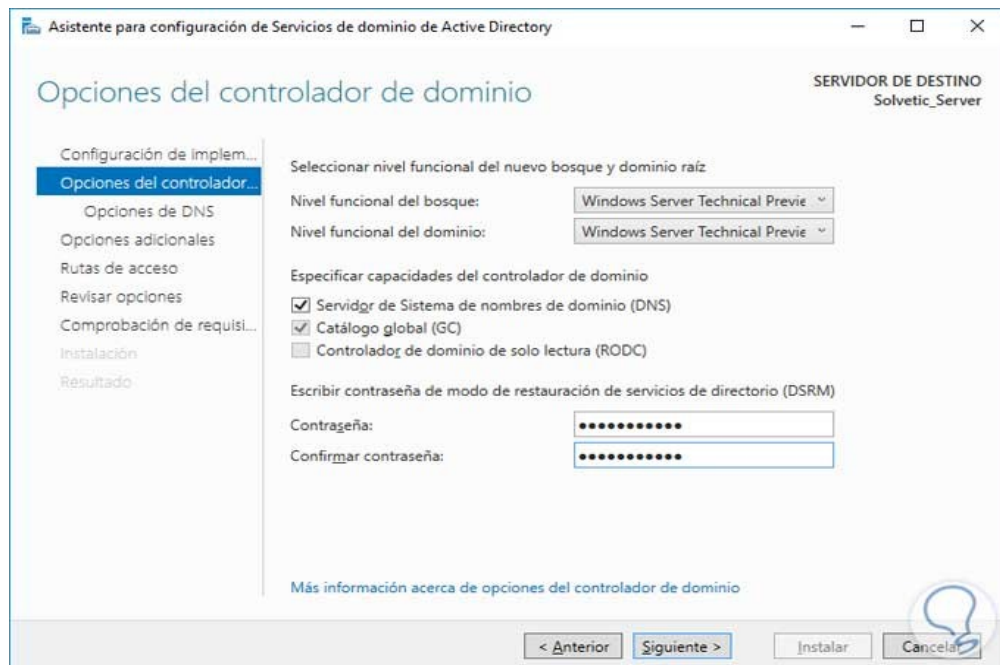 Asistente para configuración de Servicios de dominio de Active Directory
Opciones del controlador de dominio
SERVIDOR DE DESTINO
Solvetic_Server
Configuración de implem...
Opciones del controlador...
Opciones de DNS
Opciones adicionales
Rutas de acceso
Revisar opciones
Comprobación de requisi...
Instalación
Resultado
Seleccionar nivel funcional del nuevo bosque y dominio raíz
Nivel funcional del bosque: Windows Server Technical Previe
Nivel funcional del dominio: Windows Server Technical Previe
Especificar capacidades del controlador de dominio
Servidor de Sistema de nombres de dominio (DNS)
Catálogo global (GC)
Controlador de dominio de solo lectura (RODC)
Escribir contraseña de modo de restauración de servicios de directorio (DSRM)
Contraseña: •••••••••••
Confirmar contraseña: •••••••••••
Más información acerca de opciones del controlador de dominio
< Anterior Siguiente > Instalar Cancelar